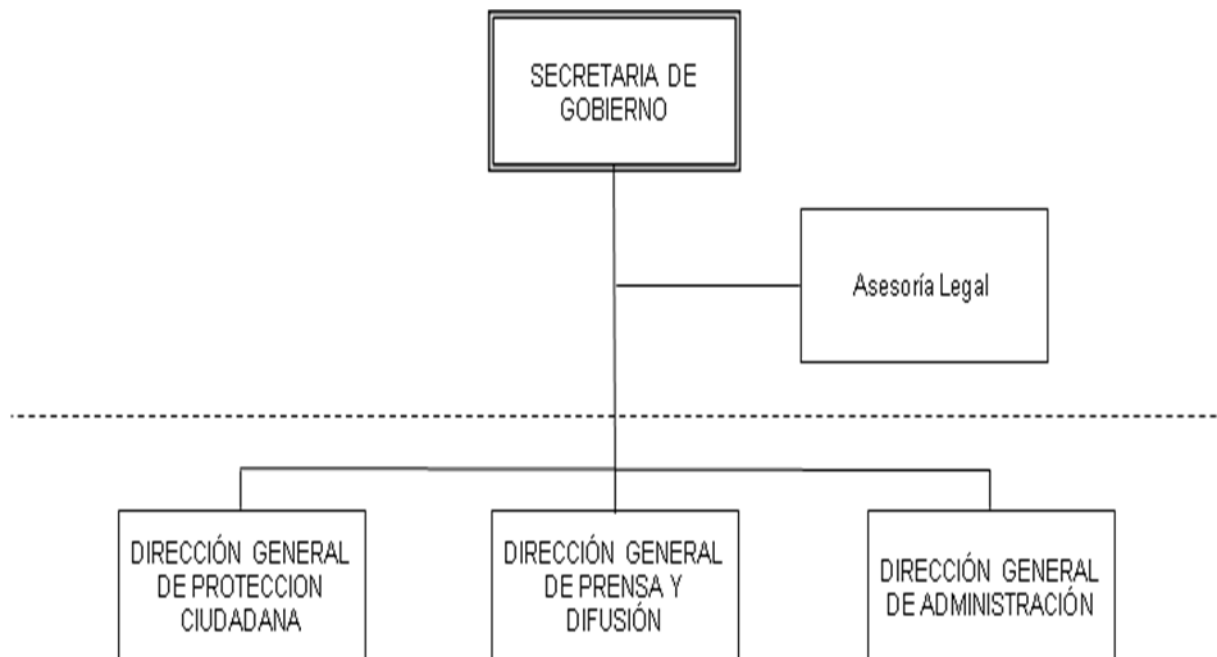 SECRETARIA DE
GOBIERNO
Asesoría Legal
DIRECCIÓN GENERAL
DE PROTECCION
CIUDADANA
DIRECCIÓN GENERAL
DE PRENSA Y
DIFUSIÓN
DIRECCIÓN GENERAL
DE ADMINISTRACIÓN